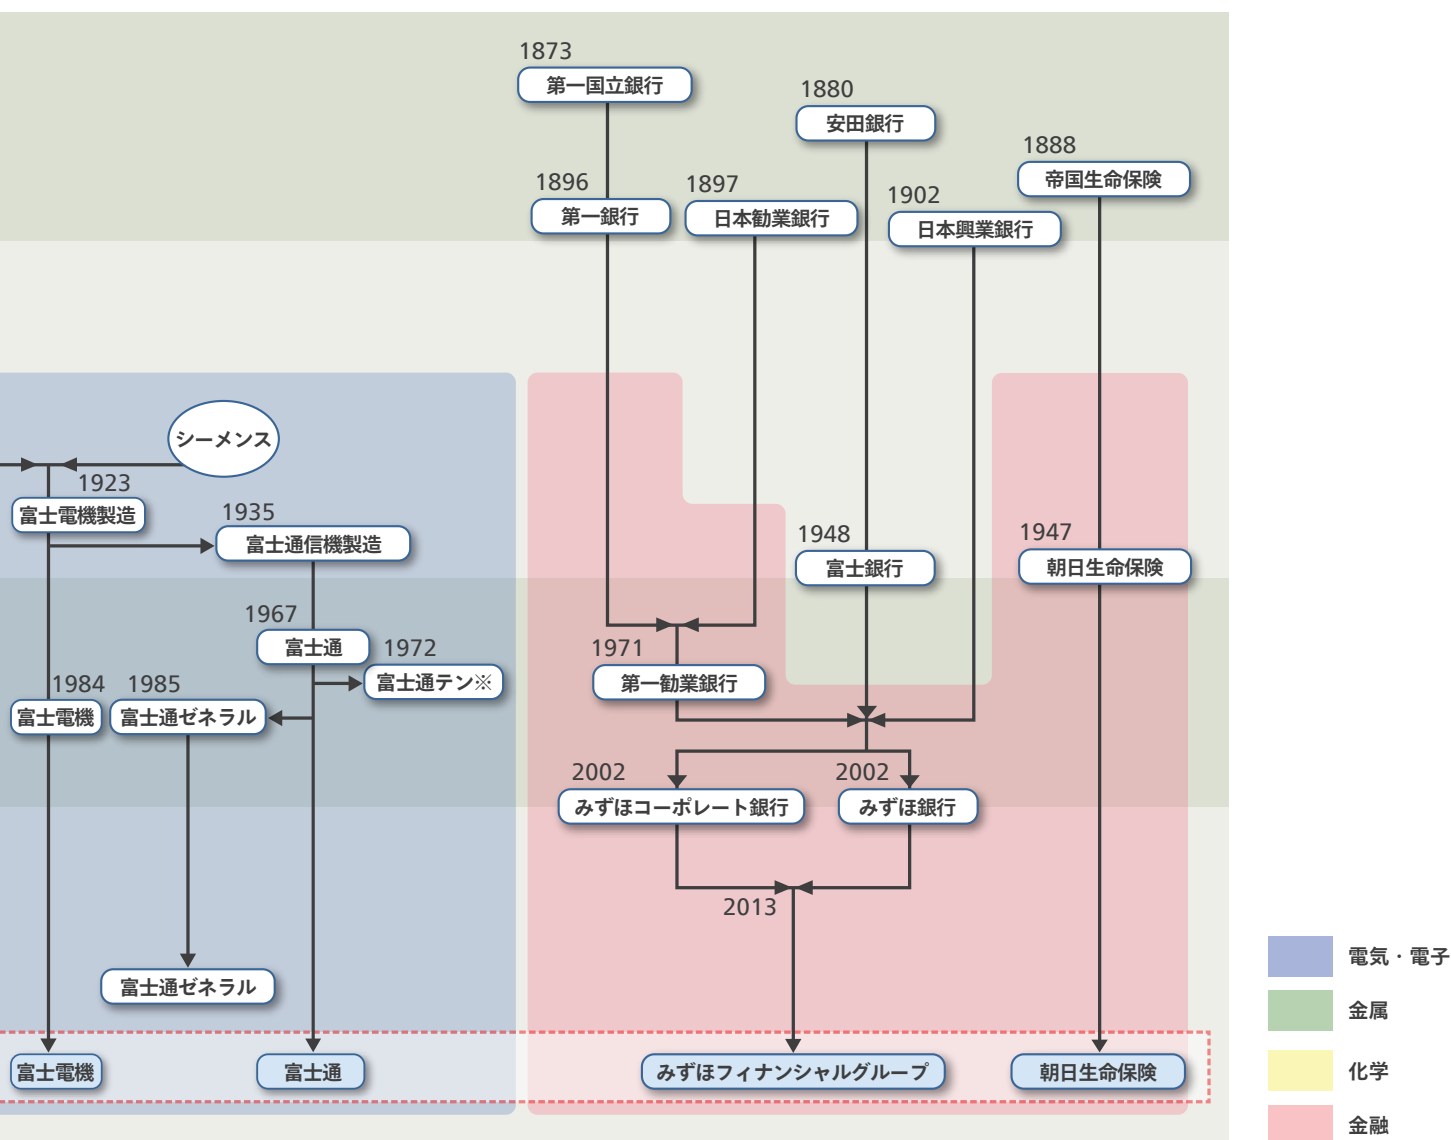 1873
第一国立銀行
1880
安田銀行
1888
帝国生命保険
1896
第一銀行
1897
日本勧業銀行
1902
日本興業銀行
シーメンス
1923
富士電機製造
1935
富士通信機製造
1948
富士銀行
1947
朝日生命保険
1967
富士通
1972
富士通テン※
1971
第一勧業銀行
1984
富士電機
1985
富士通ゼネラル
2002
みずほコーポレート銀行
2002
みずほ銀行
2013
富士通ゼネラル
富士電機
富士通
みずほフィナンシャルグループ
朝日生命保険
電気・電子
金属
化学
金融